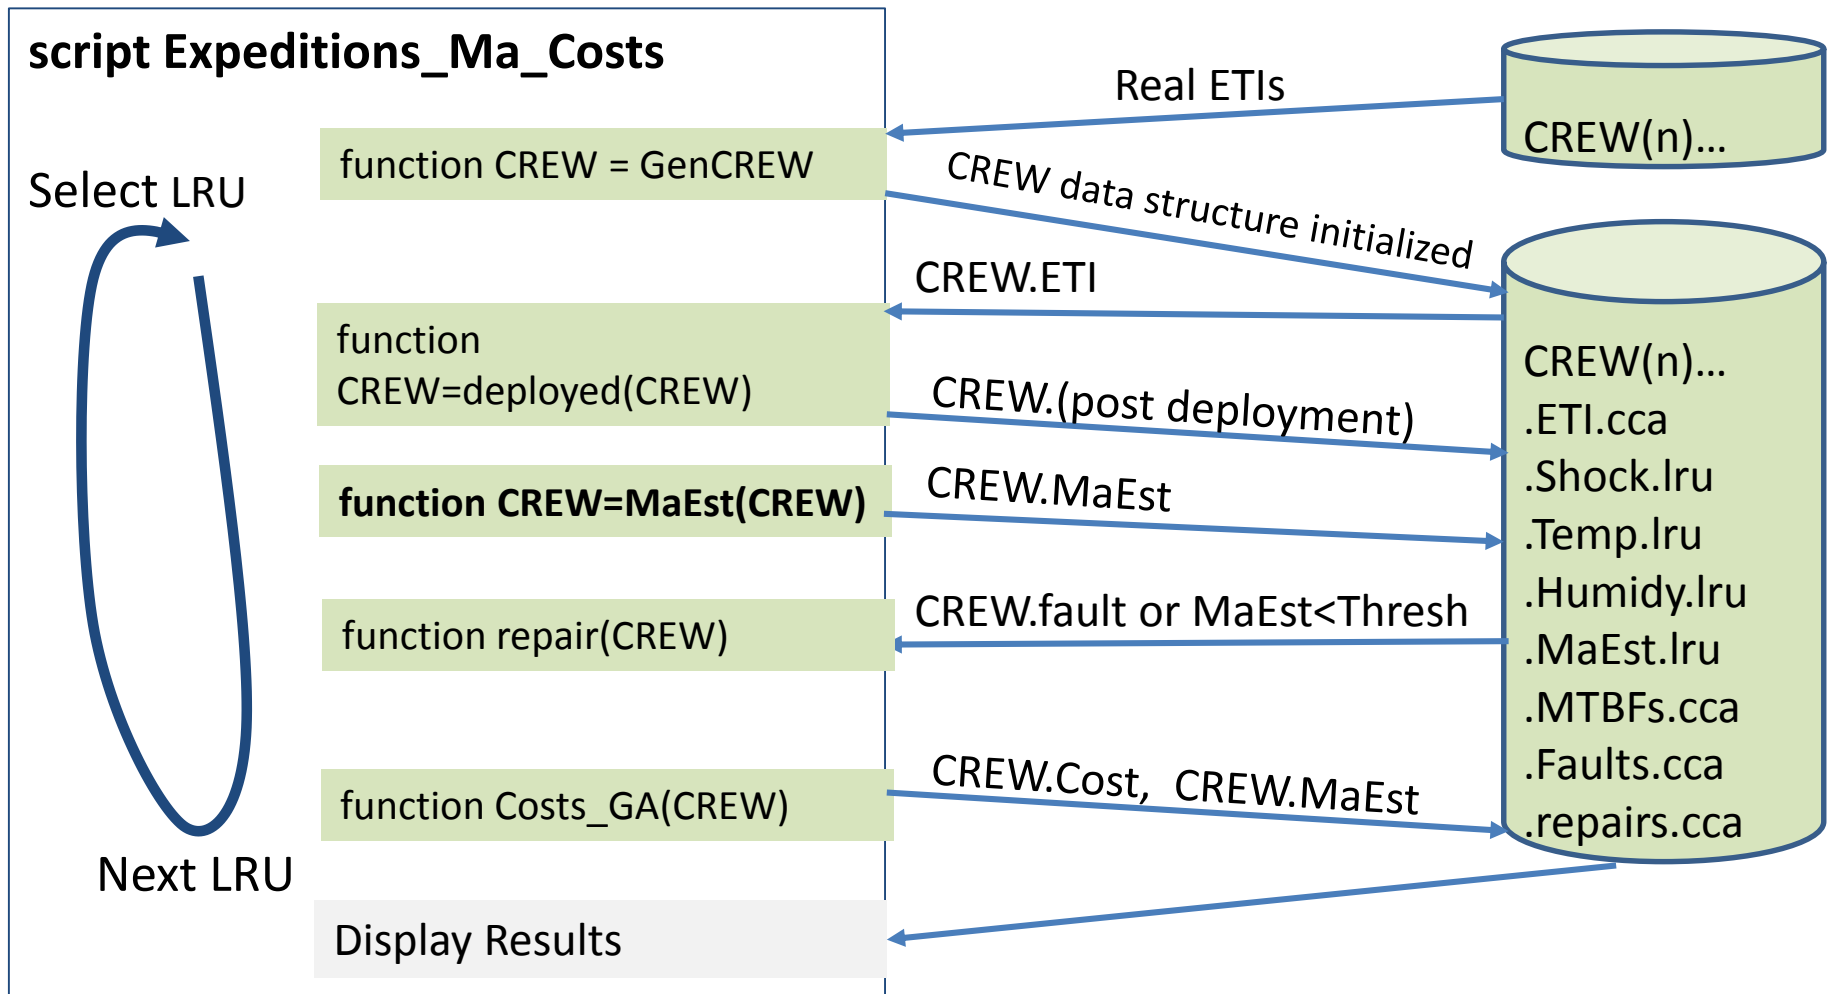 script Expeditions_Ma_Costs
Real ETIs
CREW(n)...
function CREW = GenCREW
Select LRU
CREW data structure initialized
CREW.ETI
function
CREW=deployed(CREW)
CREW.(post deployment)
function CREW=MaEst(CREW)
CREW.MaEst
CREW.fault or MaEst<Thresh
function repair(CREW)
CREW.Cost, CREW.MaEst
function Costs_GA(CREW)
Next LRU
Display Results
CREW(n)...
.ETI.cca
.Shock.lru
.Temp.lru
.Humidy.lru
.MaEst.lru
.MTBFs.cca
.Faults.cca
.repairs.cca